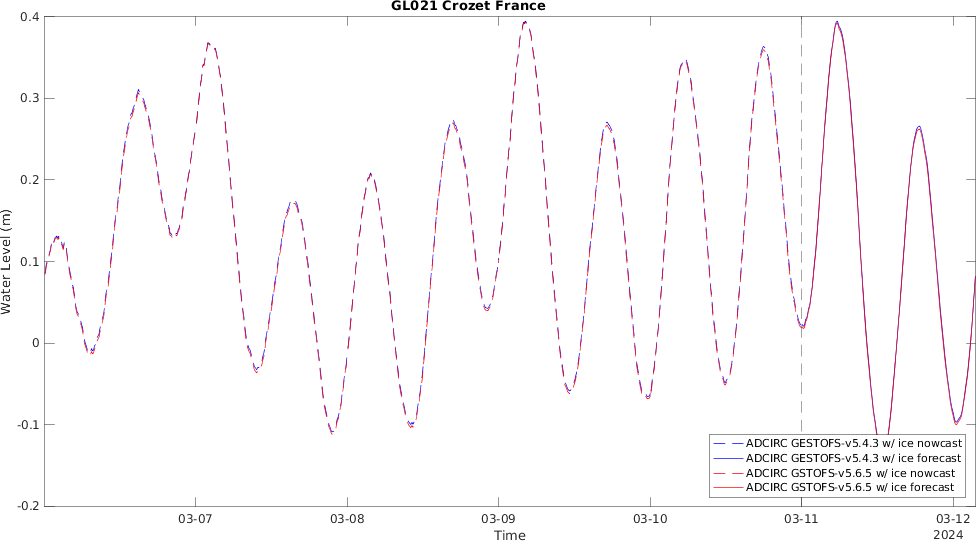 GL021 Crozet France
0.4
0.3
0.2
0.1
0
-0.1
-0.2
Water Level (m)
ADCIRC GESTOFS-v5.4.3 w/ ice nowcast
ADCIRC GESTOFS-v5.4.3 w/ ice forecast
ADCIRC GSTOFS-v5.6.5 w/ ice nowcast
ADCIRC GSTOFS-v5.6.5 w/ ice forecast
03-07 03-08 03-09 03-10 03-11 03-12
Time
2024